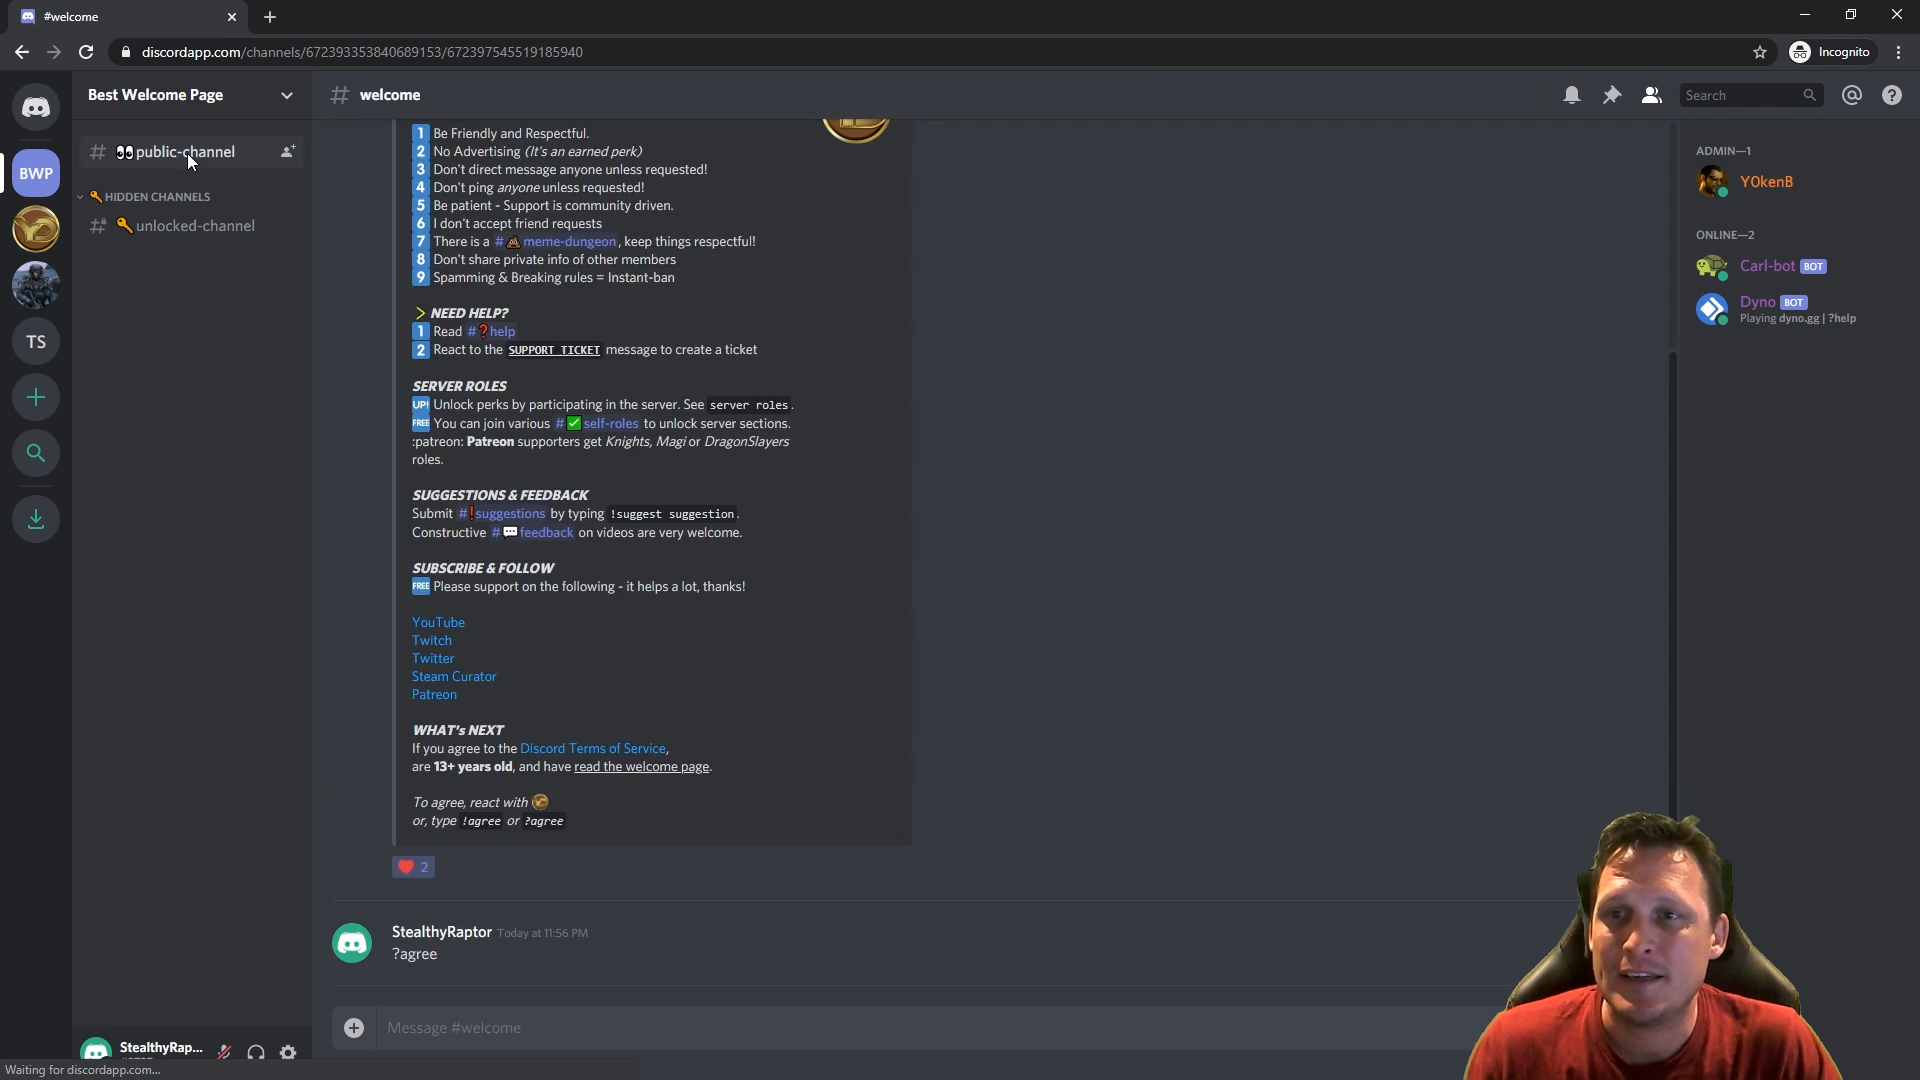 #welcome
discordapp.com/channels/672393353840689153/672397545519185940
Incognito
Best Welcome Page
# welcome
Search
# 👀public-channel
BWP
🔑HIDDEN CHANNELS
# 🔑unlocked-channel
TS
1 Be Friendly and Respectful.
2 No Advertising (It's an earned perk)
3 Don't direct message anyone unless requested!
4 Don't ping anyone unless requested!
5 Be patient - Support is community driven.
6 I don't accept friend requests
7 There is a #💩meme-dungeon, keep things respectful!
8 Don't share private info of other members
9 Spamming & Breaking rules = Instant-ban
> NEED HELP?
1 Read #❓help
2 React to the SUPPORT TICKET message to create a ticket
SERVER ROLES
UP! Unlock perks by participating in the server. See server roles.
FREE You can join various #✅self-roles to unlock server sections.
:patreon: Patreon supporters get Knights, Magi or DragonSlayers
roles.
SUGGESTIONS & FEEDBACK
Submit #❗suggestions by typing !suggest suggestion.
Constructive #💬feedback on videos are very welcome.
SUBSCRIBE & FOLLOW
FREE Please support on the following - it helps a lot, thanks!
YouTube
Twitch
Twitter
Steam Curator
Patreon
WHAT's NEXT
If you agree to the Discord Terms of Service,
are 13+ years old, and have read the welcome page.
To agree, react with
or, type !agree or ?agree
❤️ 2
StealthyRaptor Today at 11:56 PM
?agree
Message #welcome
ADMIN—1
Y0kenB
ONLINE—2
Carl-bot BOT
Dyno BOT
Playing dyno.gg | ?help
StealthyRap...
Waiting for discordapp.com...